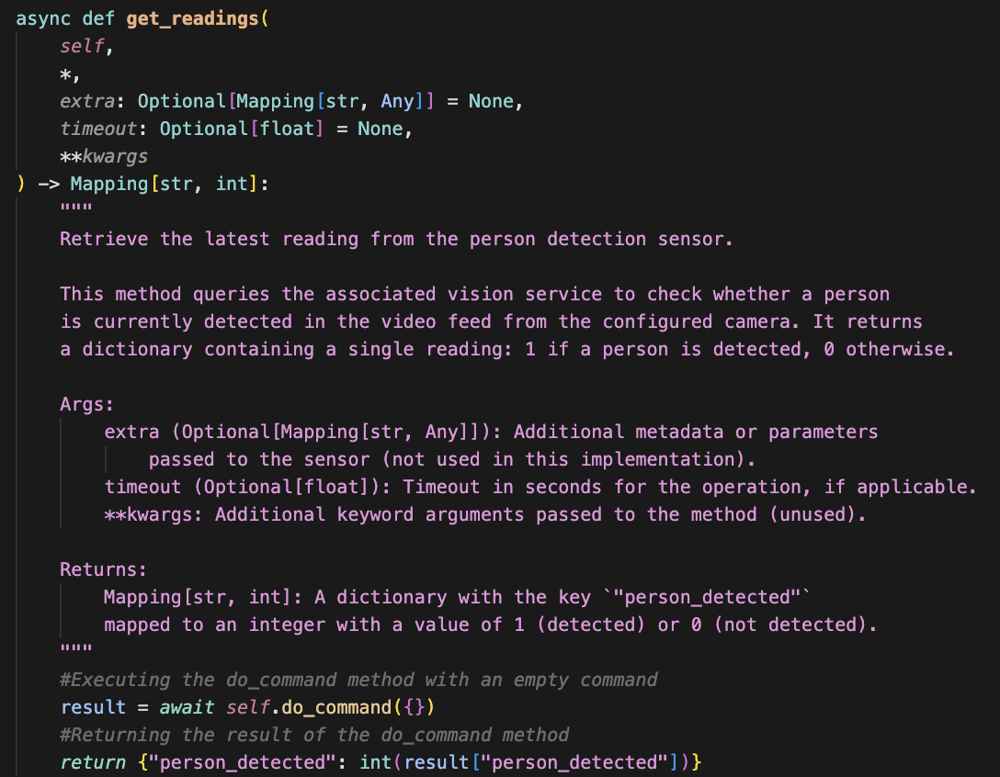 async def get_readings(
    self,
    *,
    extra: Optional[Mapping[str, Any]] = None,
    timeout: Optional[float] = None,
    **kwargs
) -> Mapping[str, int]:
    """
    Retrieve the latest reading from the person detection sensor.

    This method queries the associated vision service to check whether a person
    is currently detected in the video feed from the configured camera. It returns
    a dictionary containing a single reading: 1 if a person is detected, 0 otherwise.

    Args:
        extra (Optional[Mapping[str, Any]]): Additional metadata or parameters
            passed to the sensor (not used in this implementation).
        timeout (Optional[float]): Timeout in seconds for the operation, if applicable.
        **kwargs: Additional keyword arguments passed to the method (unused).

    Returns:
        Mapping[str, int]: A dictionary with the key `"person_detected"`
        mapped to an integer with a value of 1 (detected) or 0 (not detected).
    """
    #Executing the do_command method with an empty command
    result = await self.do_command({})
    #Returning the result of the do_command method
    return {"person_detected": int(result["person_detected"])}